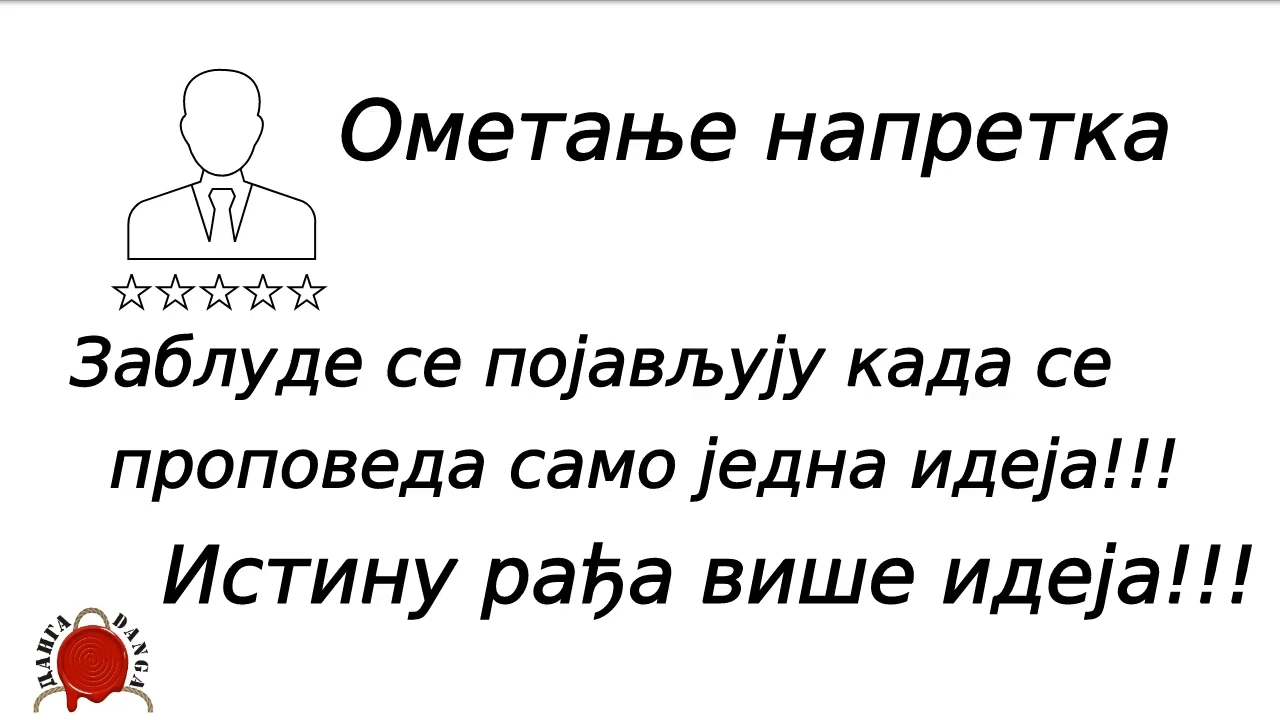 Ометање напретка
Заблуде се појављују када се
проповеда само једна идеја!!!
Истину рађа више идеја!!!
ДАНГА DANGA